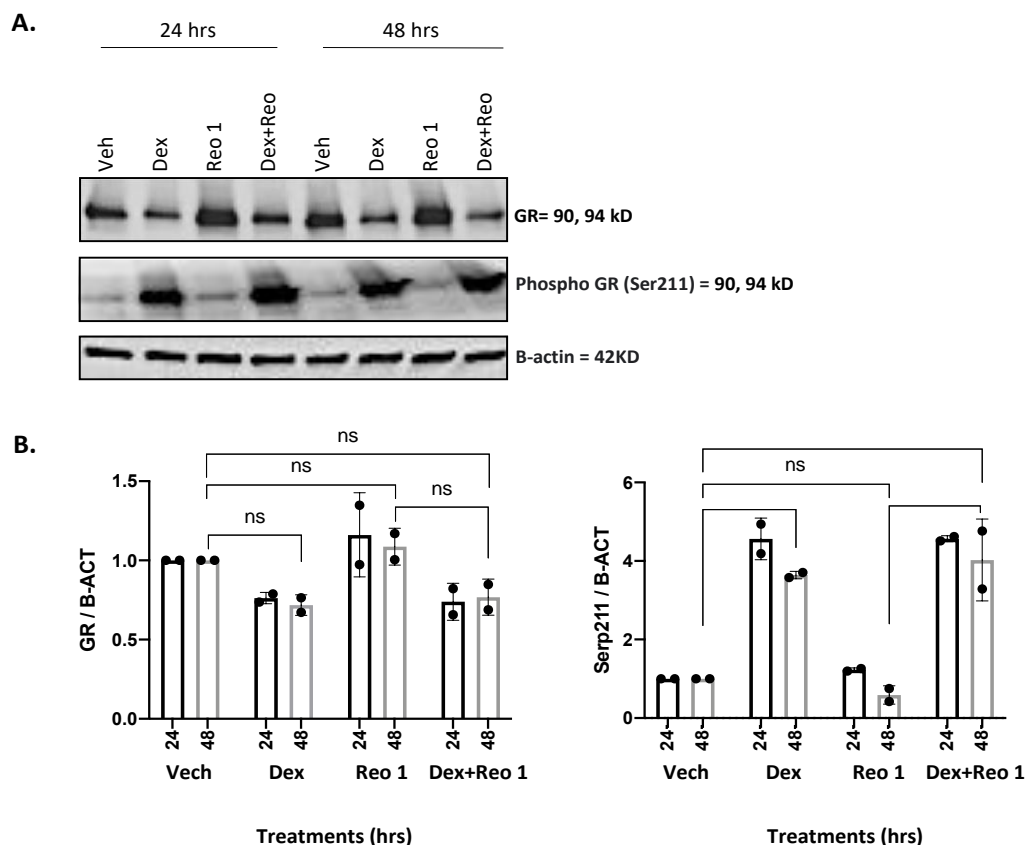 A.
24 hrs 48 hrs
Veh Dex Reo 1 Dex+Reo Veh Dex Reo 1 Dex+Reo
GR= 90, 94 kD
Phospho GR (Ser211) = 90, 94 kD
B-actin = 42KD
B.
ns
ns
ns
ns
1.5
1.0
0.5
0.0
GR / B-ACT
24 48 24 48 24 48 24 48
Vech Dex Reo 1 Dex+Reo 1
Treatments (hrs)
ns
6
4
2
0
Serp211 / B-ACT
24 48 24 48 24 48 24 48
Vech Dex Reo 1 Dex+Reo 1
Treatments (hrs)